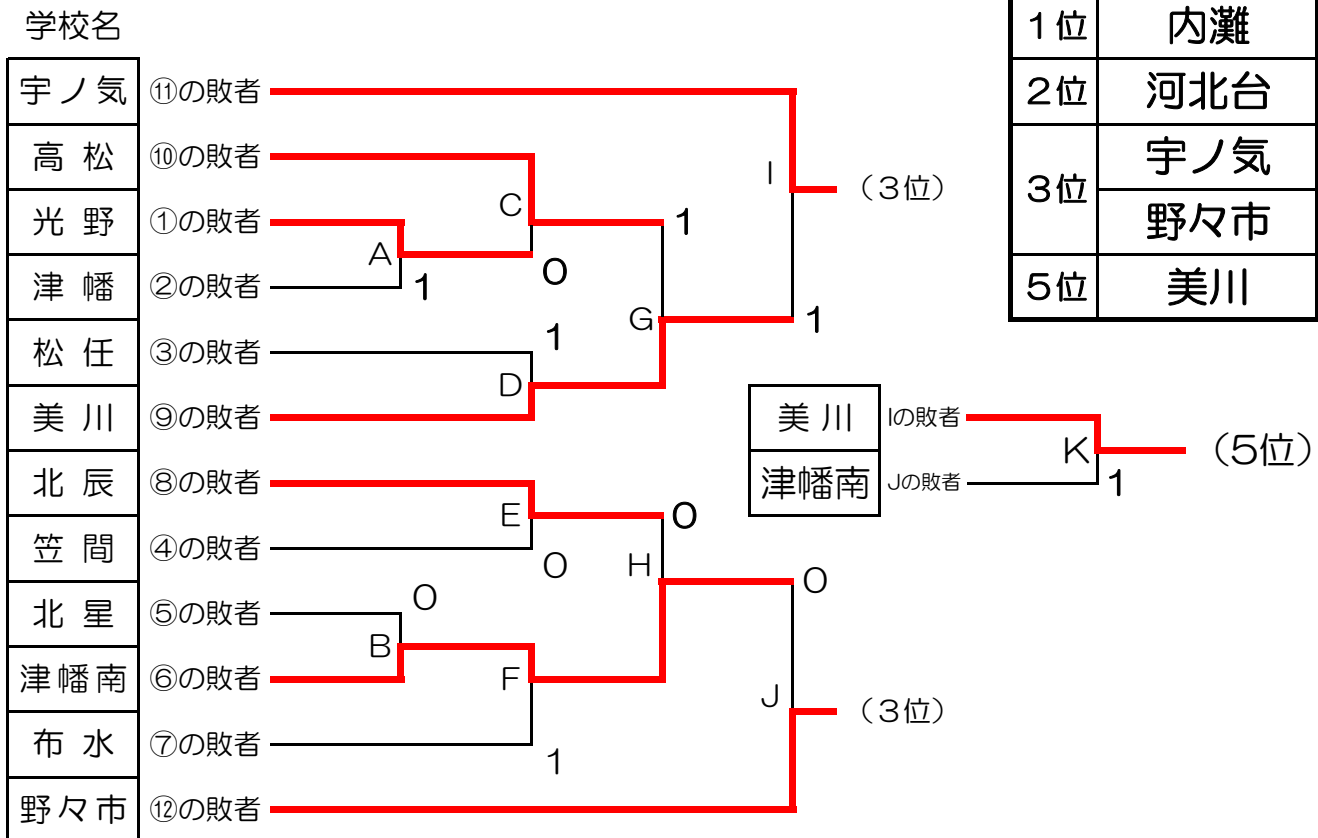 学校名
宇ノ気 ⑪の敗者
高松 ⑩の敗者
光野 ①の敗者
津幡 ②の敗者
松任 ③の敗者
美川 ⑨の敗者
北辰 ⑧の敗者
笠間 ④の敗者
北星 ⑤の敗者
津幡南 ⑥の敗者
布水 ⑦の敗者
野々市 ⑫の敗者
A
1
B
0
C
0
1
D
E
0
F
1
G
1
H
0
I
1
(3位)
J
0
(3位)
1位 内灘
2位 河北台
3位 宇ノ気
野々市
5位 美川
美川 Iの敗者
津幡南 Jの敗者
K
1
(5位)